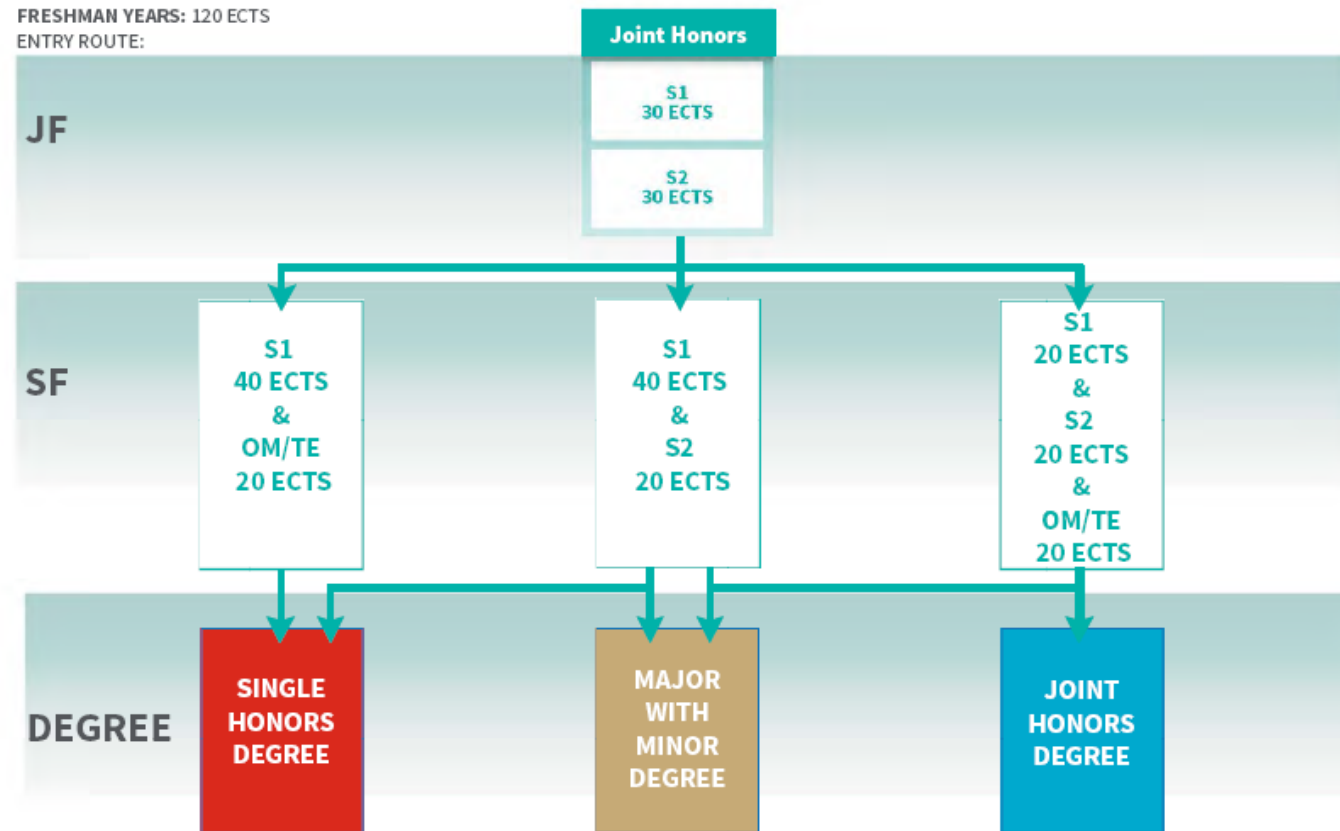 FRESHMAN YEARS: 120 ECTS
ENTRY ROUTE:
Joint Honors
JF
S1
30 ECTS
S2
30 ECTS
SF
S1
40 ECTS
&
OM/TE
20 ECTS
S1
40 ECTS
&
S2
20 ECTS
S1
20 ECTS
&
S2
20 ECTS
&
OM/TE
20 ECTS
DEGREE
SINGLE
HONORS
DEGREE
MAJOR
WITH
MINOR
DEGREE
JOINT
HONORS
DEGREE